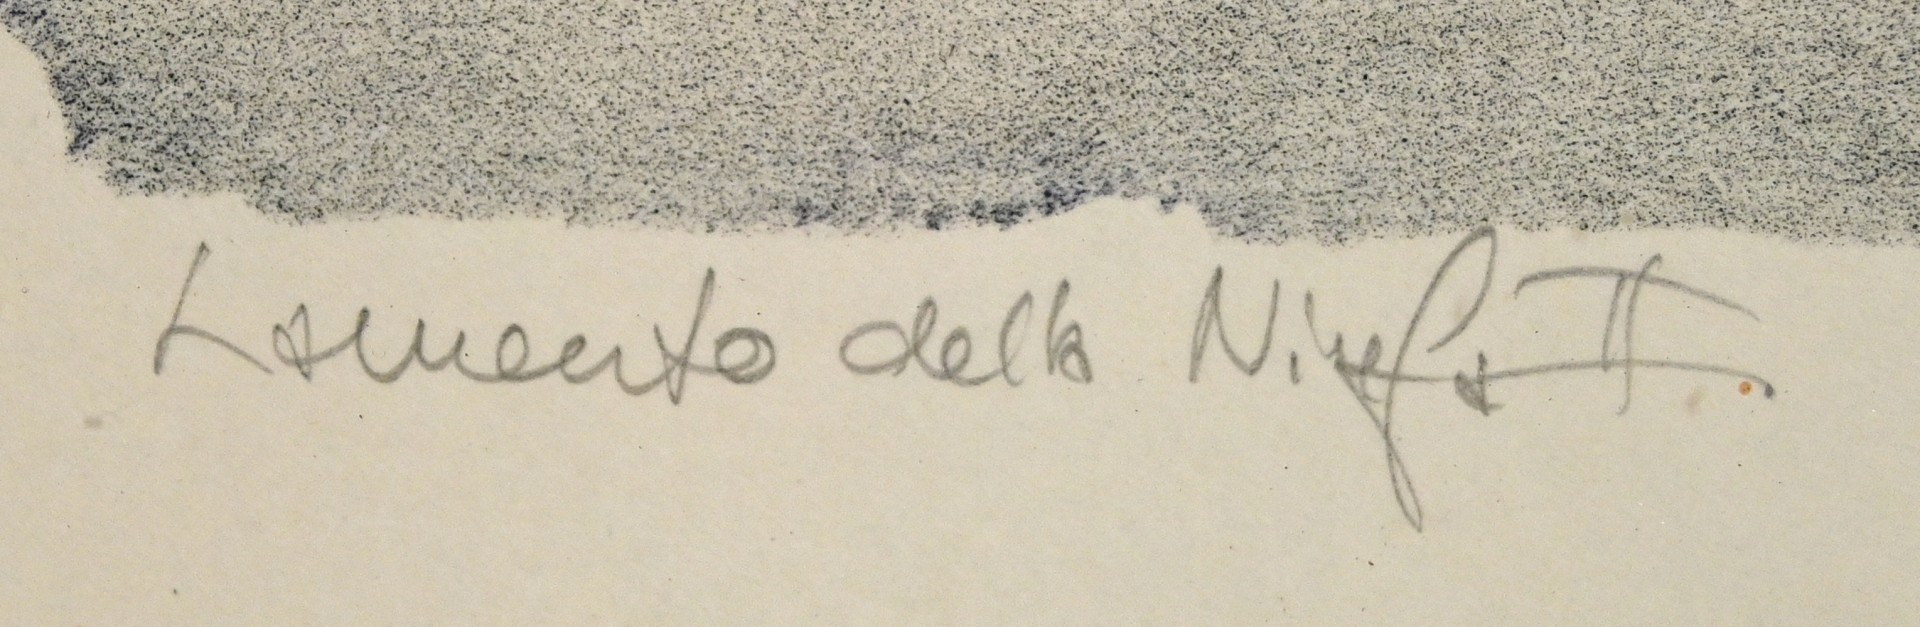 Lamento della Ninfa II.